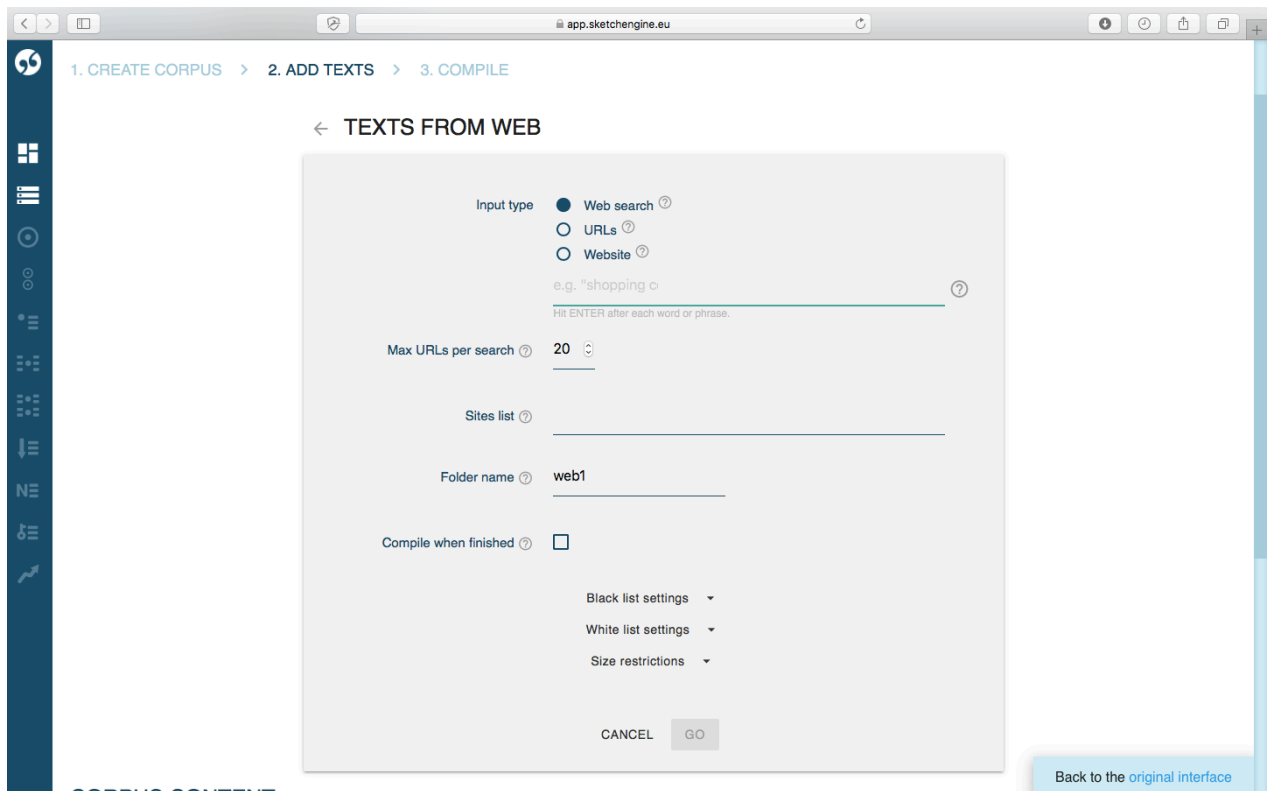 app.sketchengine.eu
1. CREATE CORPUS > 2. ADD TEXTS > 3. COMPILE
← TEXTS FROM WEB
Input type Web search ?
URLs ?
Website ?
e.g. "shopping c
?
Hit ENTER after each word or phrase.
Max URLs per search ? 20
Sites list ?
Folder name ? web1
Compile when finished ?
Black list settings
White list settings
Size restrictions
CANCEL GO
Back to the original interface
CORPUS CONTENT